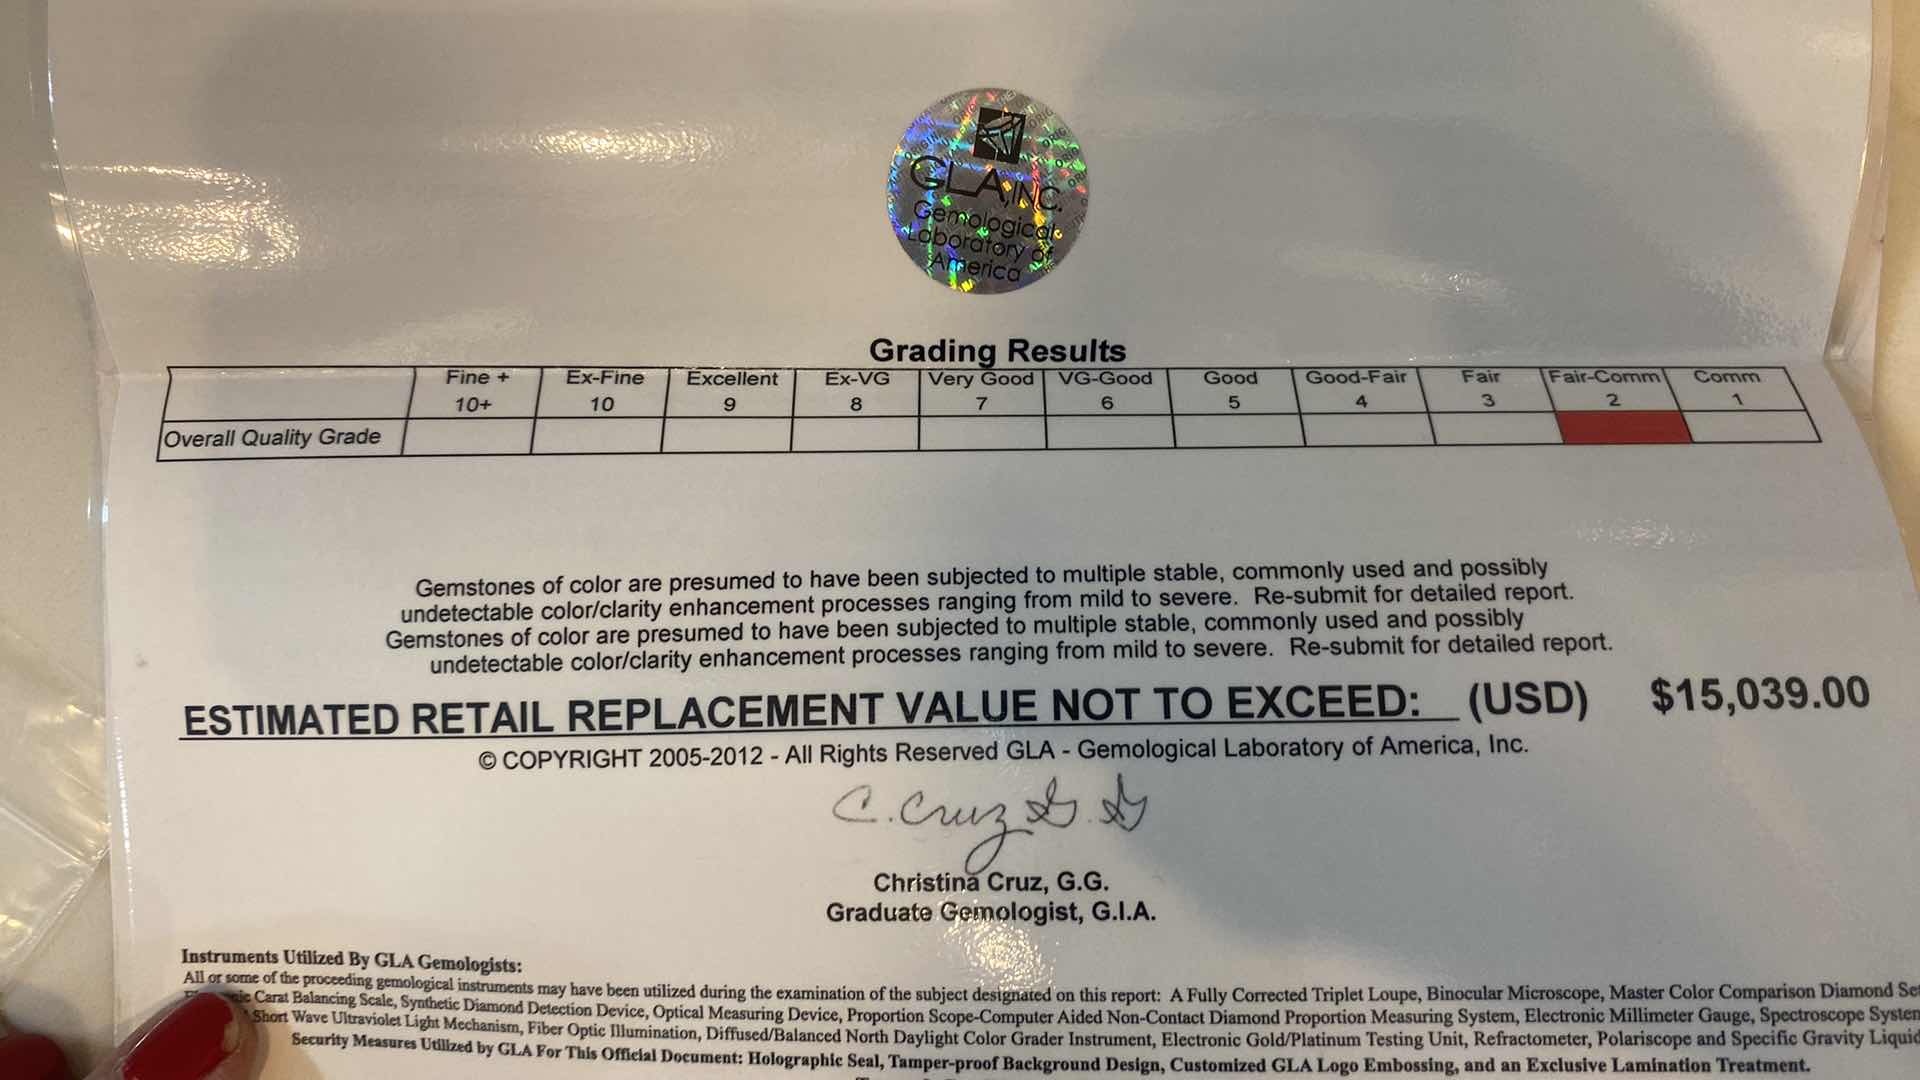 GLA, INC.
Gemological
Laboratory of
America
Grading Results
Fine + Ex-Fine Excellent Ex-VG Very Good VG-Good Good Good-Fair Fair Fair-Comm Comm
10+ 10 9 8 7 6 5 4 3 2 1
Overall Quality Grade
Gemstones of color are presumed to have been subjected to multiple stable, commonly used and possibly
undetectable color/clarity enhancement processes ranging from mild to severe. Re-submit for detailed report.
Gemstones of color are presumed to have been subjected to multiple stable, commonly used and possibly
undetectable color/clarity enhancement processes ranging from mild to severe. Re-submit for detailed report.
ESTIMATED RETAIL REPLACEMENT VALUE NOT TO EXCEED: (USD) $15,039.00
© COPYRIGHT 2005-2012 - All Rights Reserved GLA - Gemological Laboratory of America, Inc.
C. Cruz G.G
Christina Cruz, G.G.
Graduate Gemologist, G.I.A.
Instruments Utilized By GLA Gemologists:
All or some of the proceeding gemological instruments may have been utilized during the examination of the subject designated on this report: A Fully Corrected Triplet Loupe, Binocular Microscope, Master Color Comparison Diamond Set
Carat Balancing Scale, Synthetic Diamond Detection Device, Optical Measuring Device, Proportion Scope-Computer Aided Non-Contact Diamond Proportion Measuring System, Electronic Millimeter Gauge, Spectroscope System
Short Wave Ultraviolet Light Mechanism, Fiber Optic Illumination, Diffused/Balanced North Daylight Color Grader Instrument, Electronic Gold/Platinum Testing Unit, Refractometer, Polariscope and Specific Gravity Liquid
Security Measures Utilized by GLA For This Official Document: Holographic Seal, Tamper-proof Background Design, Customized GLA Logo Embossing, and an Exclusive Lamination Treatment.